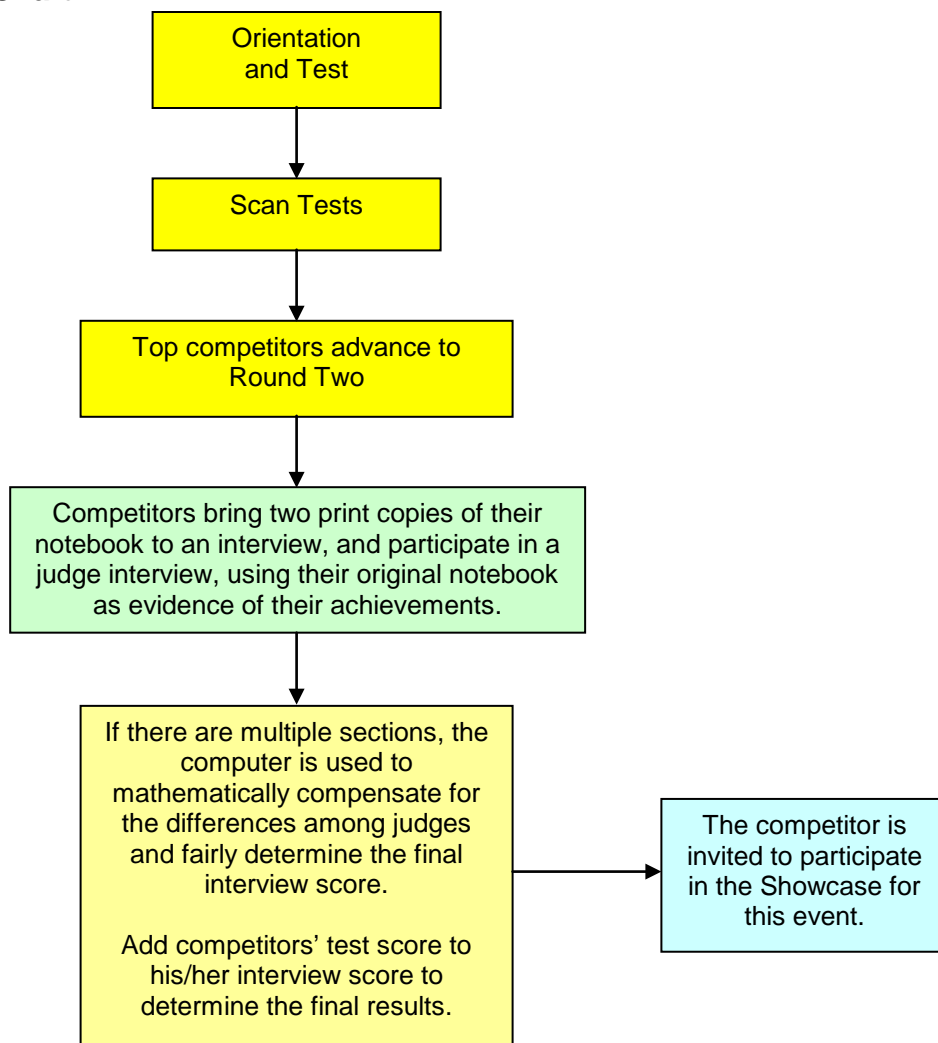 Orientation
and Test
Scan Tests
Top competitors advance to
Round Two
Competitors bring two print copies of their
notebook to an interview, and participate in a
judge interview, using their original notebook
as evidence of their achievements.
If there are multiple sections, the
computer is used to
mathematically compensate for
the differences among judges
and fairly determine the final
interview score.
Add competitors’ test score to
his/her interview score to
determine the final results.
The competitor is
invited to participate
in the Showcase for
this event.